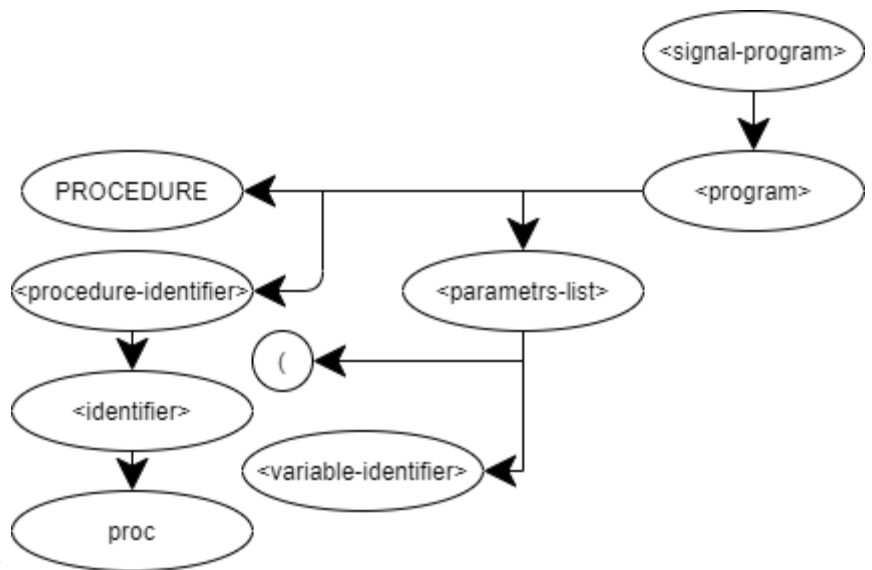 <signal-program>
PROCEDURE
<program>
<procedure-identifier>
<parametrs-list>
(
<identifier>
<variable-identifier>
proc